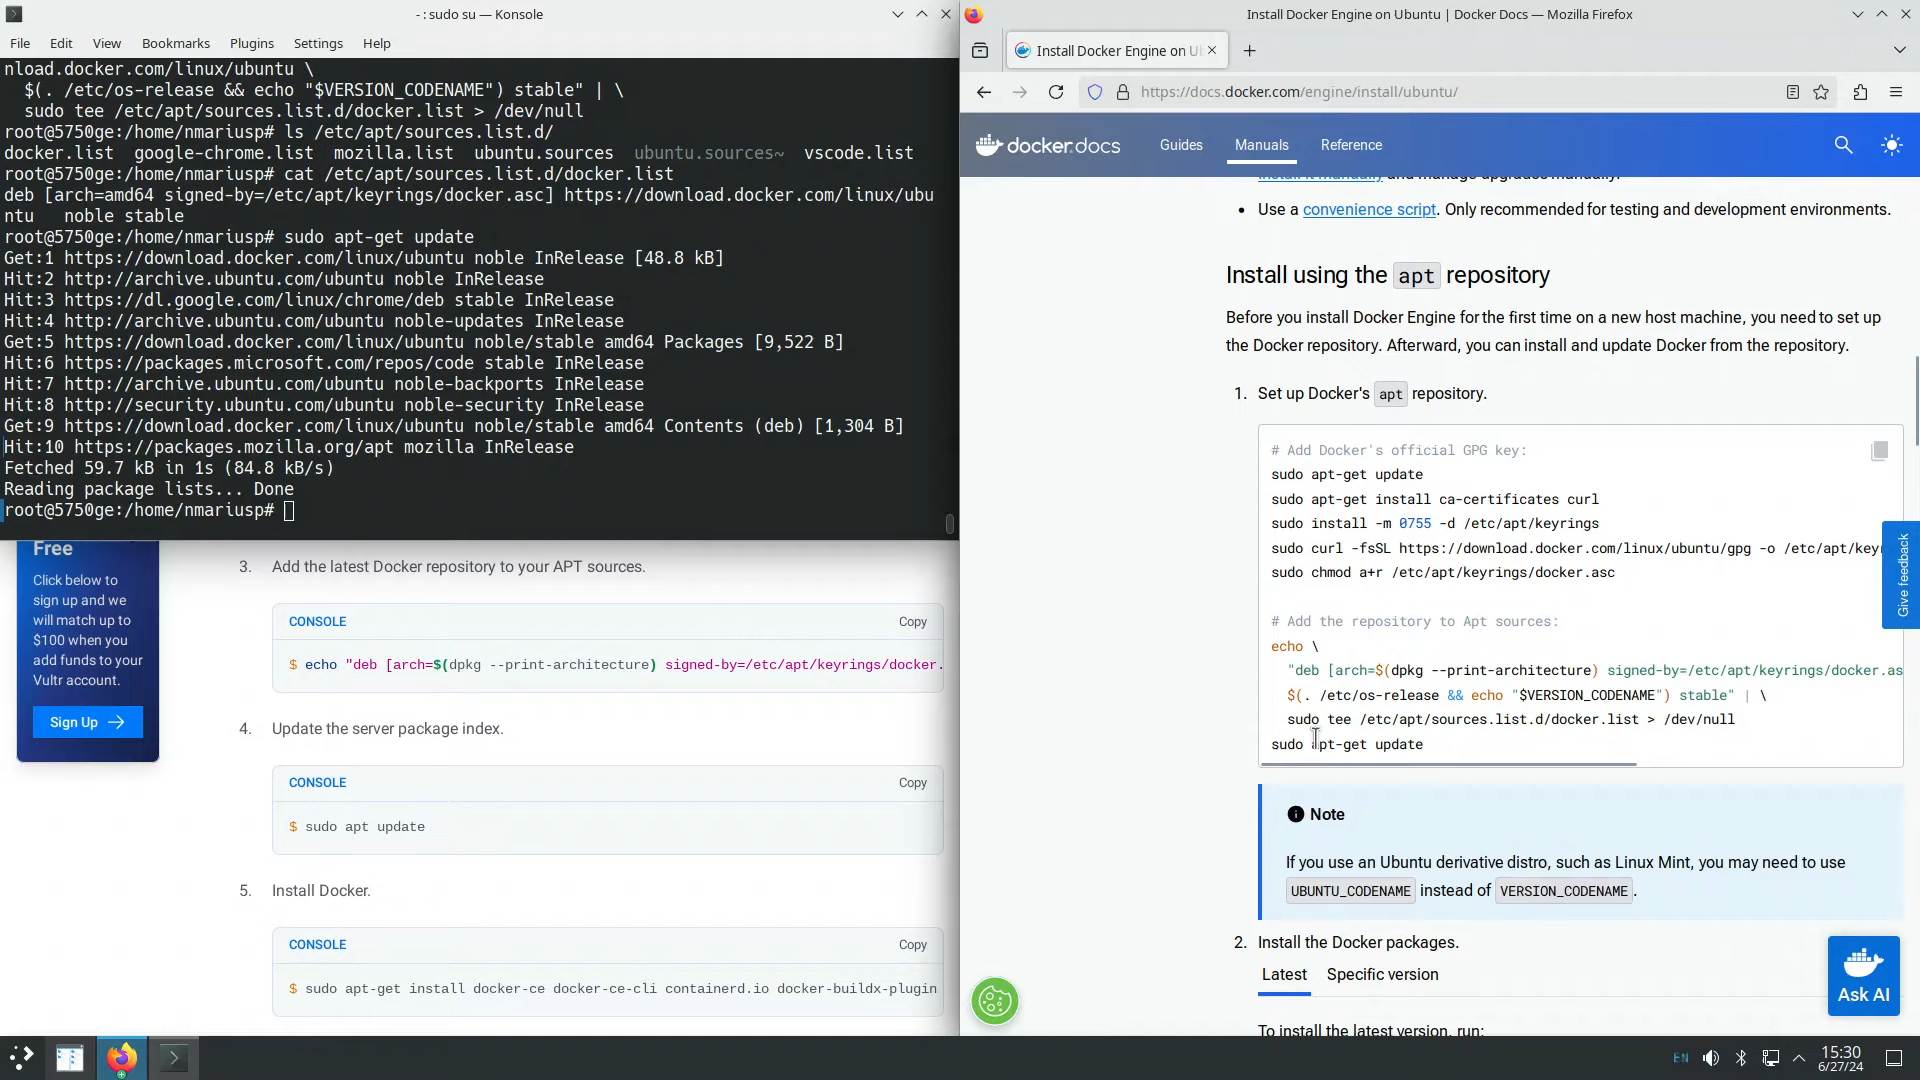 - : sudo su — Konsole
File Edit View Bookmarks Plugins Settings Help
nload.docker.com/linux/ubuntu \
$(. /etc/os-release && echo "$VERSION_CODENAME") stable" | \
sudo tee /etc/apt/sources.list.d/docker.list > /dev/null
root@5750ge:/home/nmariusp# ls /etc/apt/sources.list.d/
docker.list google-chrome.list mozilla.list ubuntu.sources ubuntu.sources~ vscode.list
root@5750ge:/home/nmariusp# cat /etc/apt/sources.list.d/docker.list
deb [arch=amd64 signed-by=/etc/apt/keyrings/docker.asc] https://download.docker.com/linux/ubu
ntu   noble stable
root@5750ge:/home/nmariusp# sudo apt-get update
Get:1 https://download.docker.com/linux/ubuntu noble InRelease [48.8 kB]
Hit:2 http://archive.ubuntu.com/ubuntu noble InRelease
Hit:3 https://dl.google.com/linux/chrome/deb stable InRelease
Hit:4 http://archive.ubuntu.com/ubuntu noble-updates InRelease
Get:5 https://download.docker.com/linux/ubuntu noble/stable amd64 Packages [9,522 B]
Hit:6 https://packages.microsoft.com/repos/code stable InRelease
Hit:7 http://archive.ubuntu.com/ubuntu noble-backports InRelease
Hit:8 http://security.ubuntu.com/ubuntu noble-security InRelease
Get:9 https://download.docker.com/linux/ubuntu noble/stable amd64 Contents (deb) [1,304 B]
Hit:10 https://packages.mozilla.org/apt mozilla InRelease
Fetched 59.7 kB in 1s (84.8 kB/s)
Reading package lists... Done
root@5750ge:/home/nmariusp#
Free
Click below to
sign up and we
will match up to
$100 when you
add funds to your
Vultr account.
Sign Up
3. Add the latest Docker repository to your APT sources.
CONSOLE Copy
$ echo "deb [arch=$(dpkg --print-architecture) signed-by=/etc/apt/keyrings/docker.
4. Update the server package index.
CONSOLE Copy
$ sudo apt update
5. Install Docker.
CONSOLE Copy
$ sudo apt-get install docker-ce docker-ce-cli containerd.io docker-buildx-plugin
Install Docker Engine on Ubuntu | Docker Docs — Mozilla Firefox
Install Docker Engine on U
https://docs.docker.com/engine/install/ubuntu/
docker.docs Guides Manuals Reference
install it manually and manage upgrades manually.
• Use a convenience script. Only recommended for testing and development environments.
Install using the apt repository
Before you install Docker Engine for the first time on a new host machine, you need to set up
the Docker repository. Afterward, you can install and update Docker from the repository.
1. Set up Docker's apt repository.
# Add Docker's official GPG key:
sudo apt-get update
sudo apt-get install ca-certificates curl
sudo install -m 0755 -d /etc/apt/keyrings
sudo curl -fsSL https://download.docker.com/linux/ubuntu/gpg -o /etc/apt/key
sudo chmod a+r /etc/apt/keyrings/docker.asc
# Add the repository to Apt sources:
echo \
"deb [arch=$(dpkg --print-architecture) signed-by=/etc/apt/keyrings/docker.as
$(. /etc/os-release && echo "$VERSION_CODENAME") stable" | \
sudo tee /etc/apt/sources.list.d/docker.list > /dev/null
sudo apt-get update
Give feedback
Note
If you use an Ubuntu derivative distro, such as Linux Mint, you may need to use
UBUNTU_CODENAME instead of VERSION_CODENAME.
2. Install the Docker packages.
Latest Specific version
To install the latest version, run:
Ask AI
EN 15:30
6/27/24